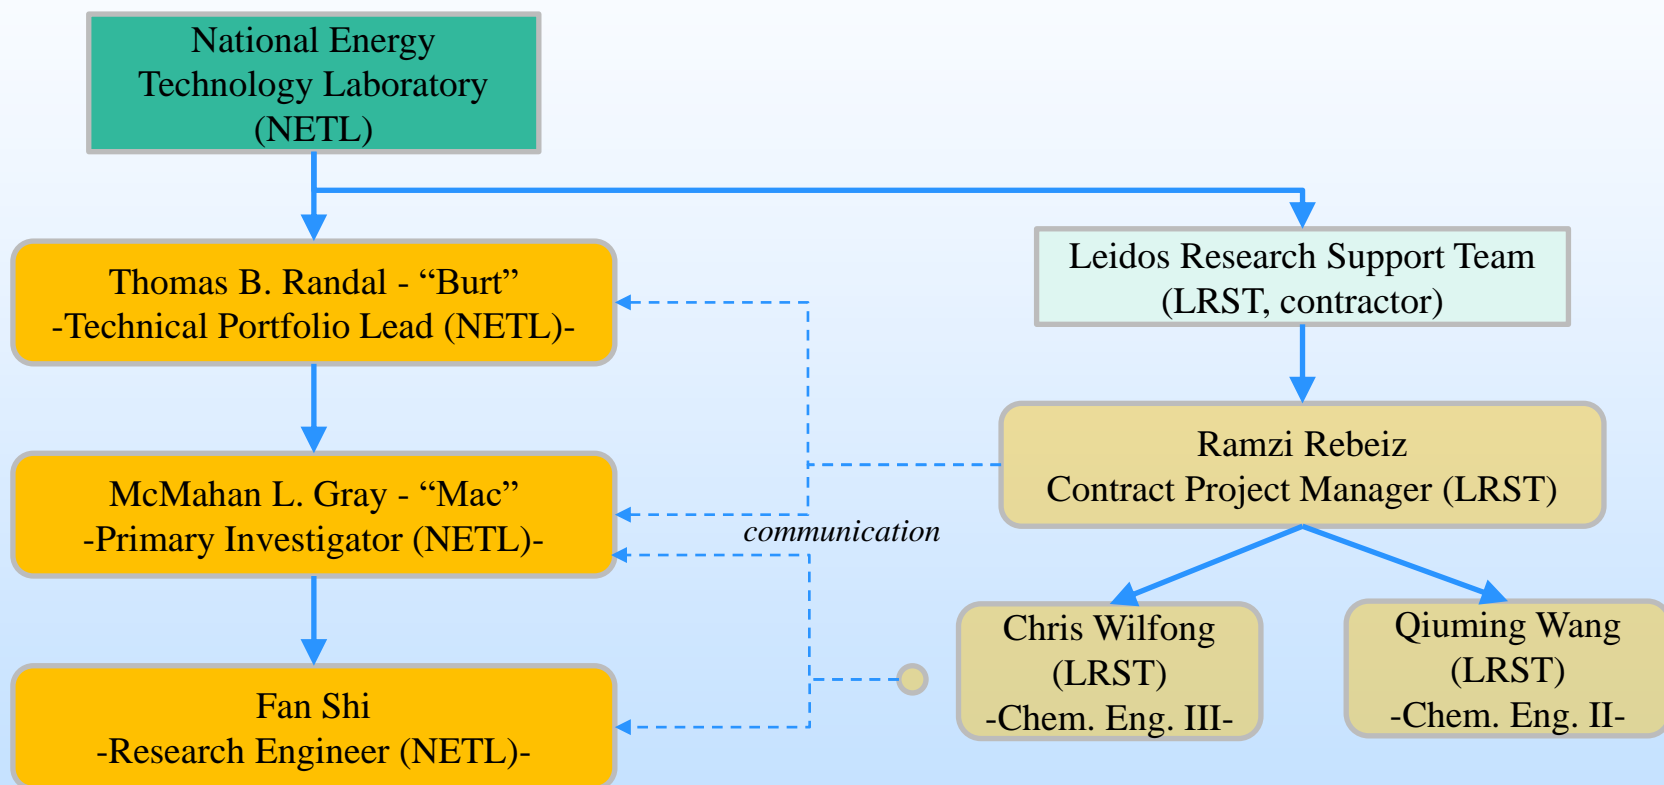 National Energy
Technology Laboratory
(NETL)
Thomas B. Randal - “Burt”
-Technical Portfolio Lead (NETL)-
Leidos Research Support Team
(LRST, contractor)
McMahan L. Gray - “Mac”
-Primary Investigator (NETL)-
Ramzi Rebeiz
Contract Project Manager (LRST)
communication
Fan Shi
-Research Engineer (NETL)-
Chris Wilfong
(LRST)
-Chem. Eng. III-
Qiuming Wang
(LRST)
-Chem. Eng. II-